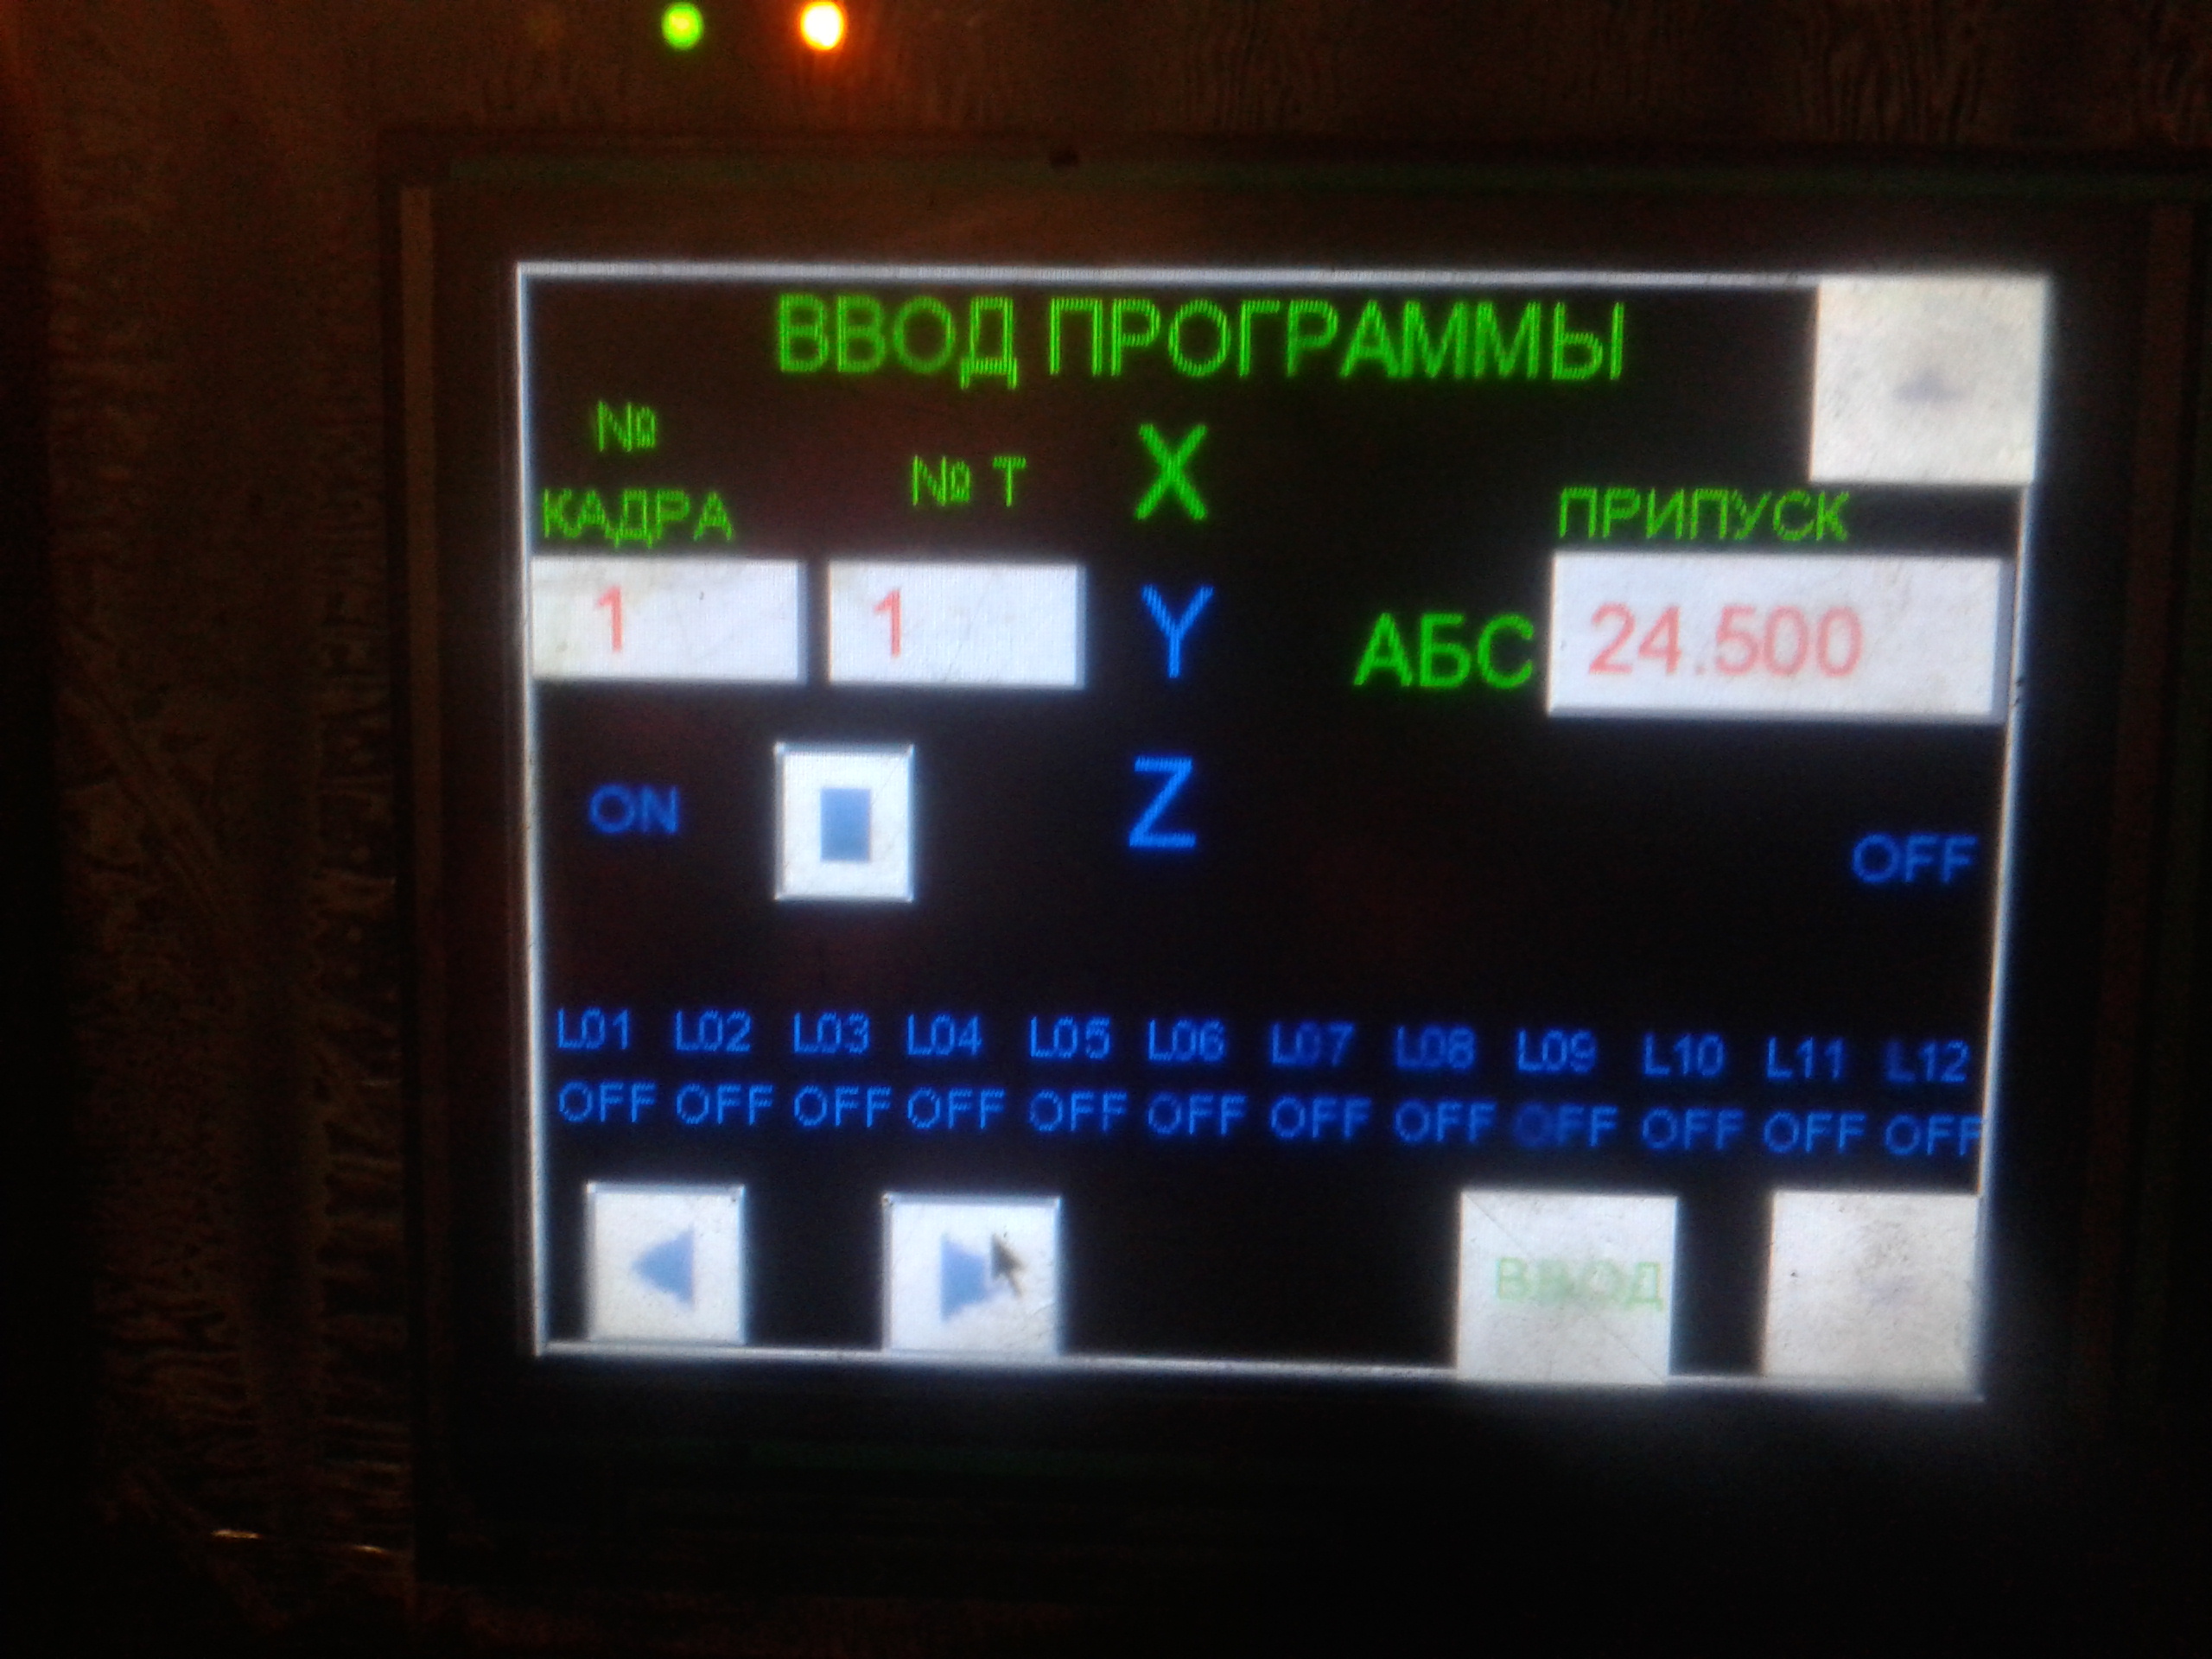 ВВОД ПРОГРАММЫ
№ КАДРА
№ Т
X
ПРИПУСК
1
1
Y
АБС
24.500
ON
Z
OFF
L01 L02 L03 L04 L05 L06 L07 L08 L09 L10 L11 L12
OFF OFF OFF OFF OFF OFF OFF OFF OFF OFF OFF OFF
ВВОД